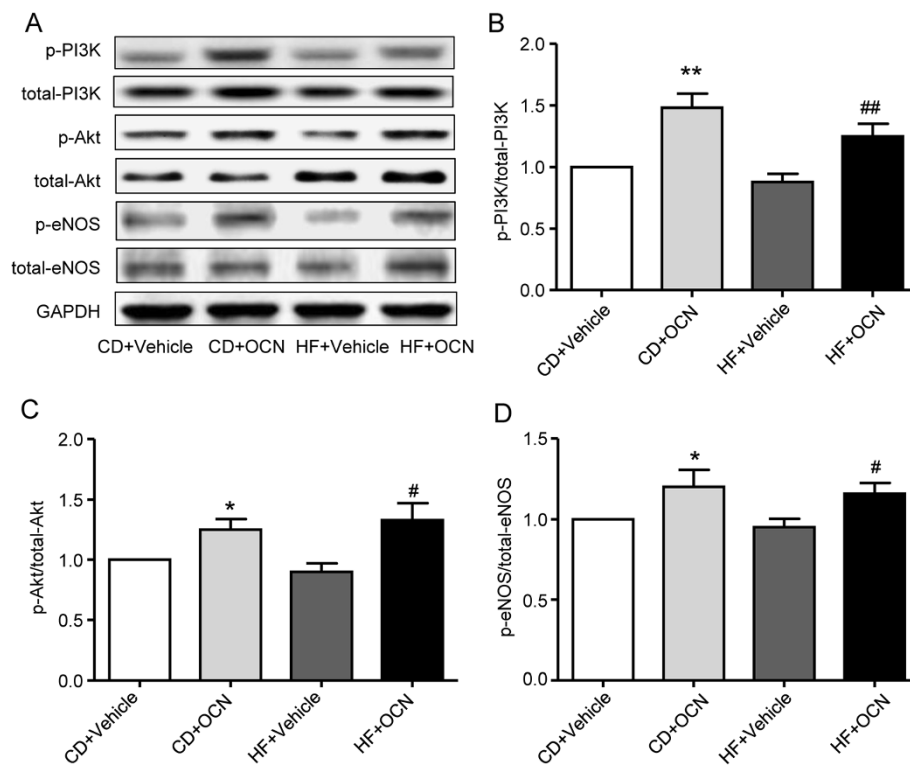 A
p-PI3K
total-PI3K
p-Akt
total-Akt
p-eNOS
total-eNOS
GAPDH
CD+Vehicle CD+OCN HF+Vehicle HF+OCN
B
p-PI3K/total-PI3K
2.0
1.5
1.0
0.5
0.0
**
##
CD+Vehicle
CD+OCN
HF+Vehicle
HF+OCN
C
p-Akt/total-Akt
2.0
1.5
1.0
0.5
0.0
*
#
CD+Vehicle
CD+OCN
HF+Vehicle
HF+OCN
D
p-eNOS/total-eNOS
1.5
1.0
0.5
0.0
*
#
CD+Vehicle
CD+OCN
HF+Vehicle
HF+OCN